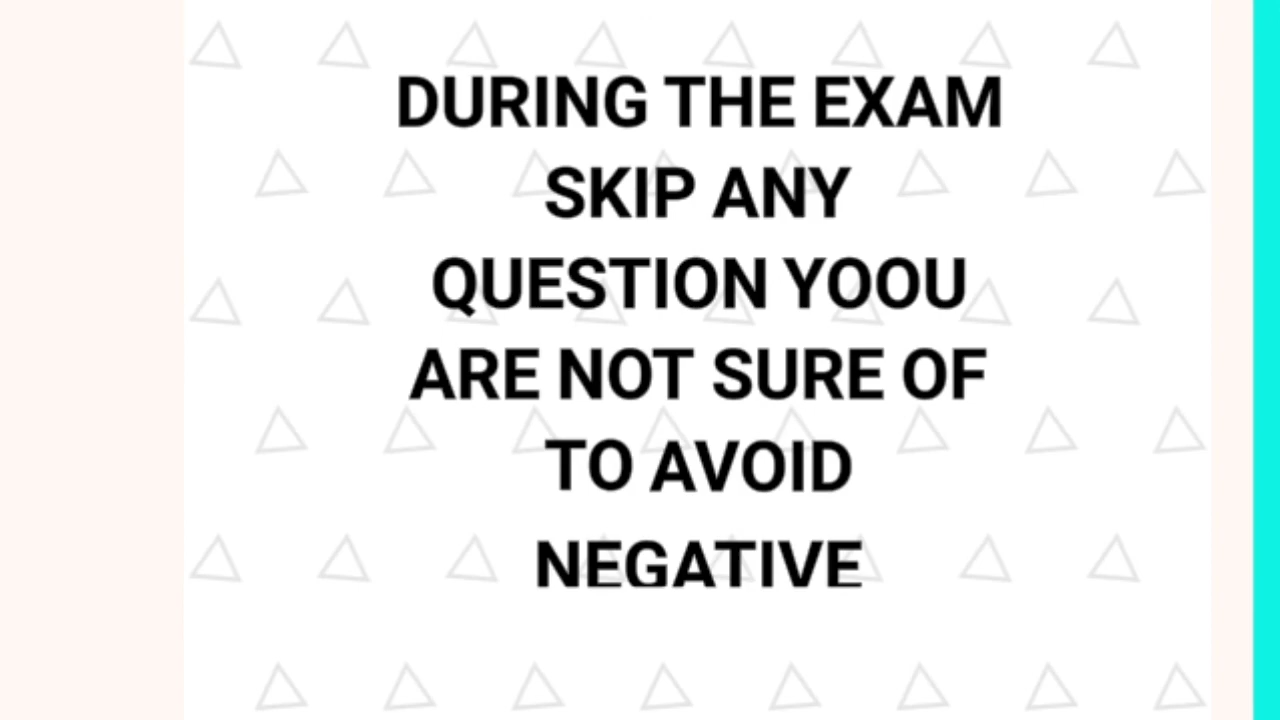 DURING THE EXAM
SKIP ANY
QUESTION YOOU
ARE NOT SURE OF
TO AVOID
NEGATIVE